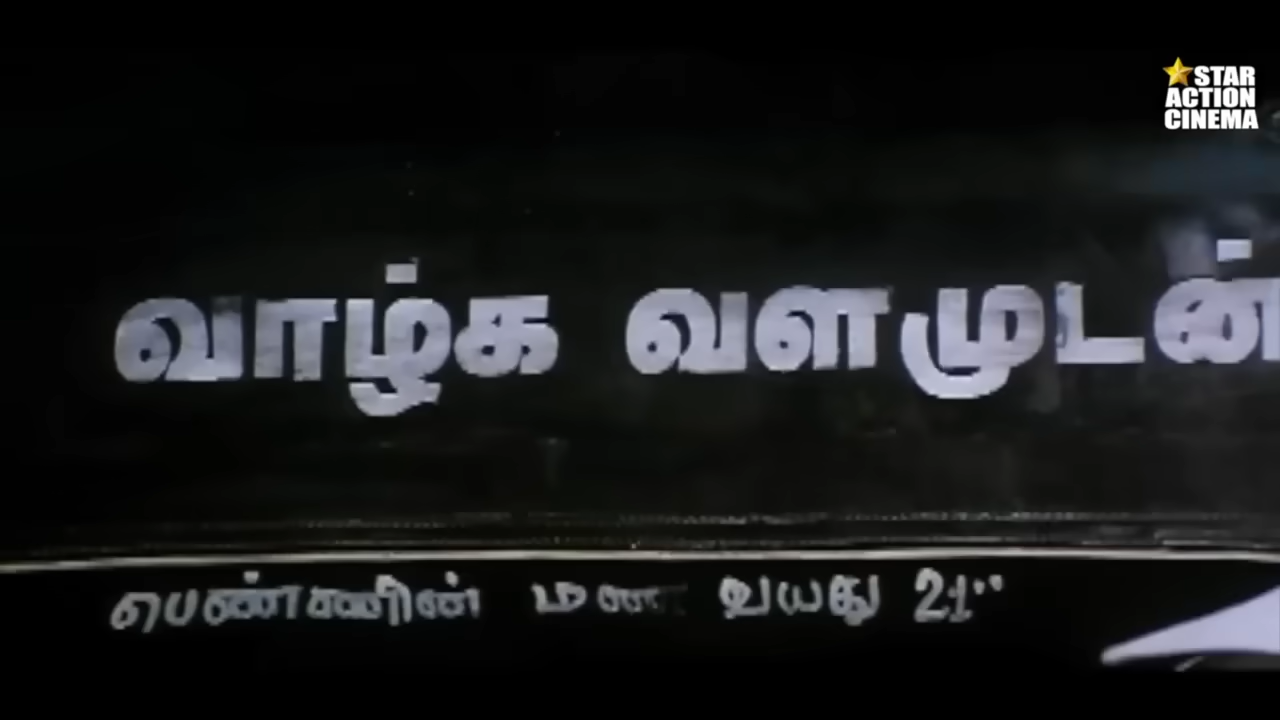 STAR
ACTION
CINEMA
வாழ்க வளமுடன்
பெண்ணின் மண வயது 21"